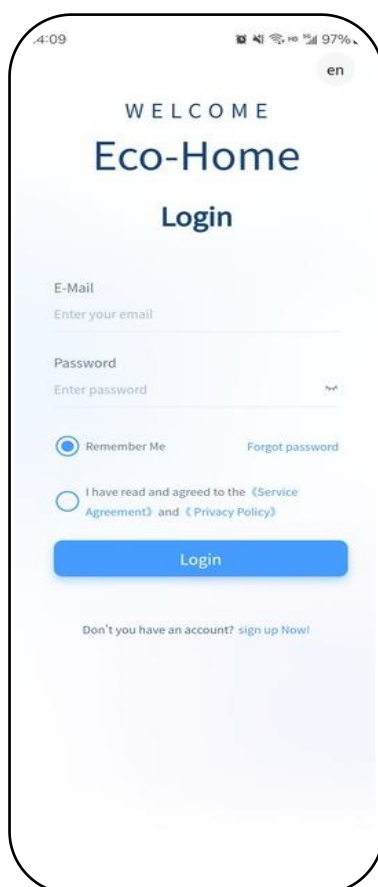 4:09 97%
en
WELCOME
Eco-Home
Login
E-Mail
Enter your email
Password
Enter password
Remember Me Forgot password
I have read and agreed to the 《Service
Agreement》 and 《 Privacy Policy》
Login
Don't you have an account? sign up Now!